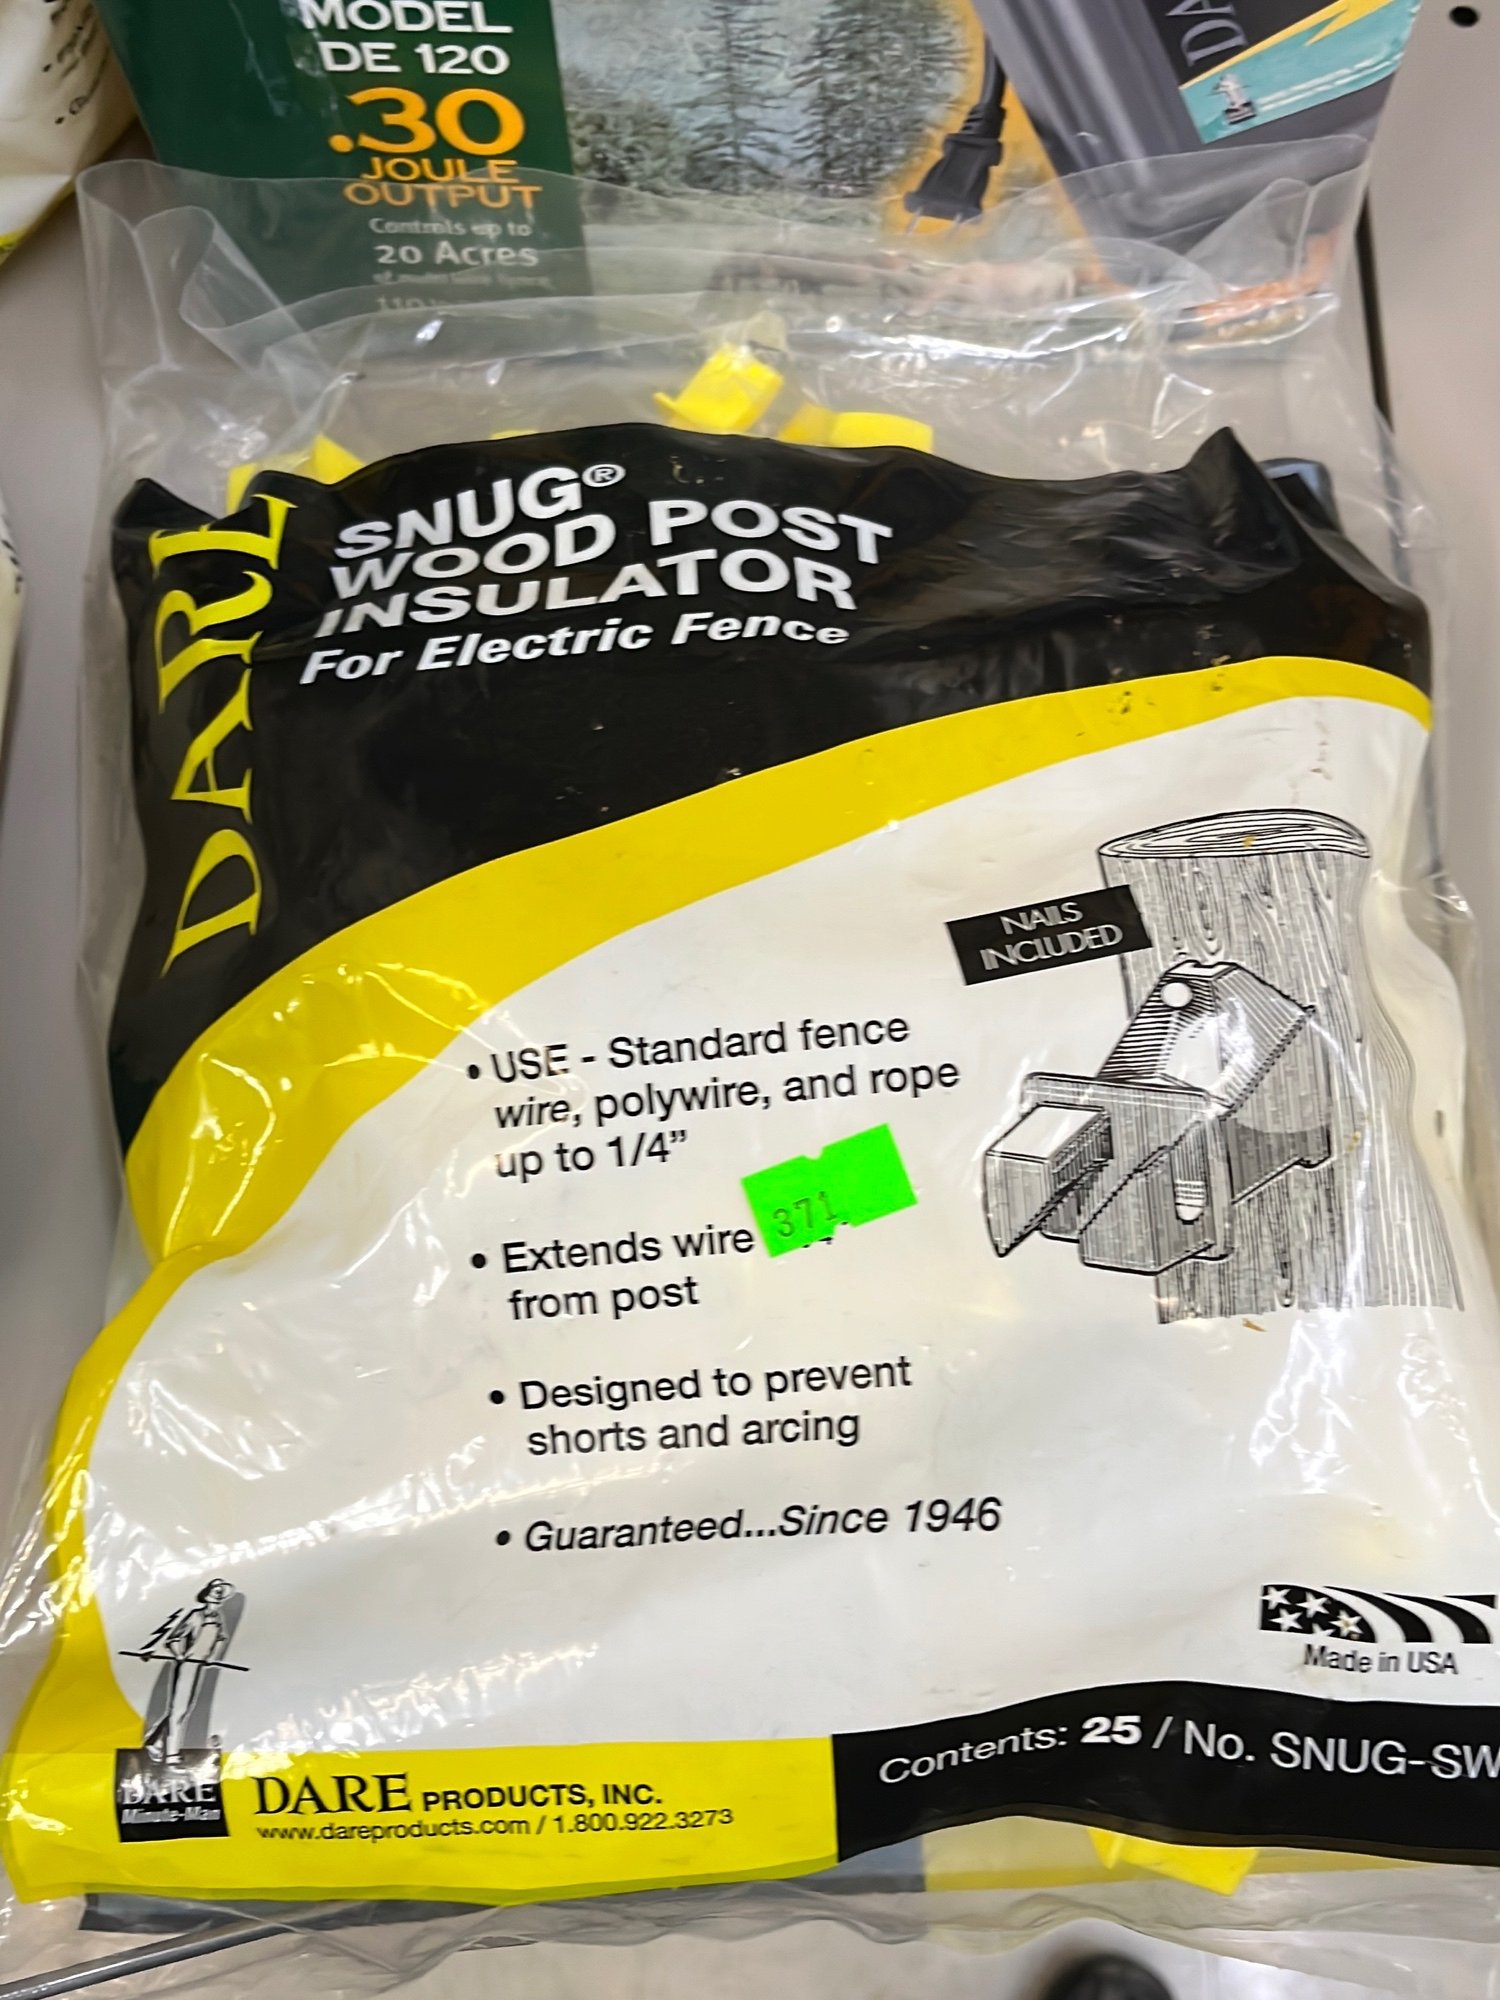 MODEL
DE 120
.30
JOULE
OUTPUT
Controls up to
20 Acres
DA
DARE
SNUG®
WOOD POST
INSULATOR
For Electric Fence
NAILS
INCLUDED
• USE - Standard fence
wire, polywire, and rope
up to 1/4”
371
• Extends wire
from post
• Designed to prevent
shorts and arcing
• Guaranteed...Since 1946
Made in USA
Contents: 25 / No. SNUG-SW
DARE
Minute-Man
®
DARE PRODUCTS, INC.
www.dareproducts.com / 1.800.922.3273